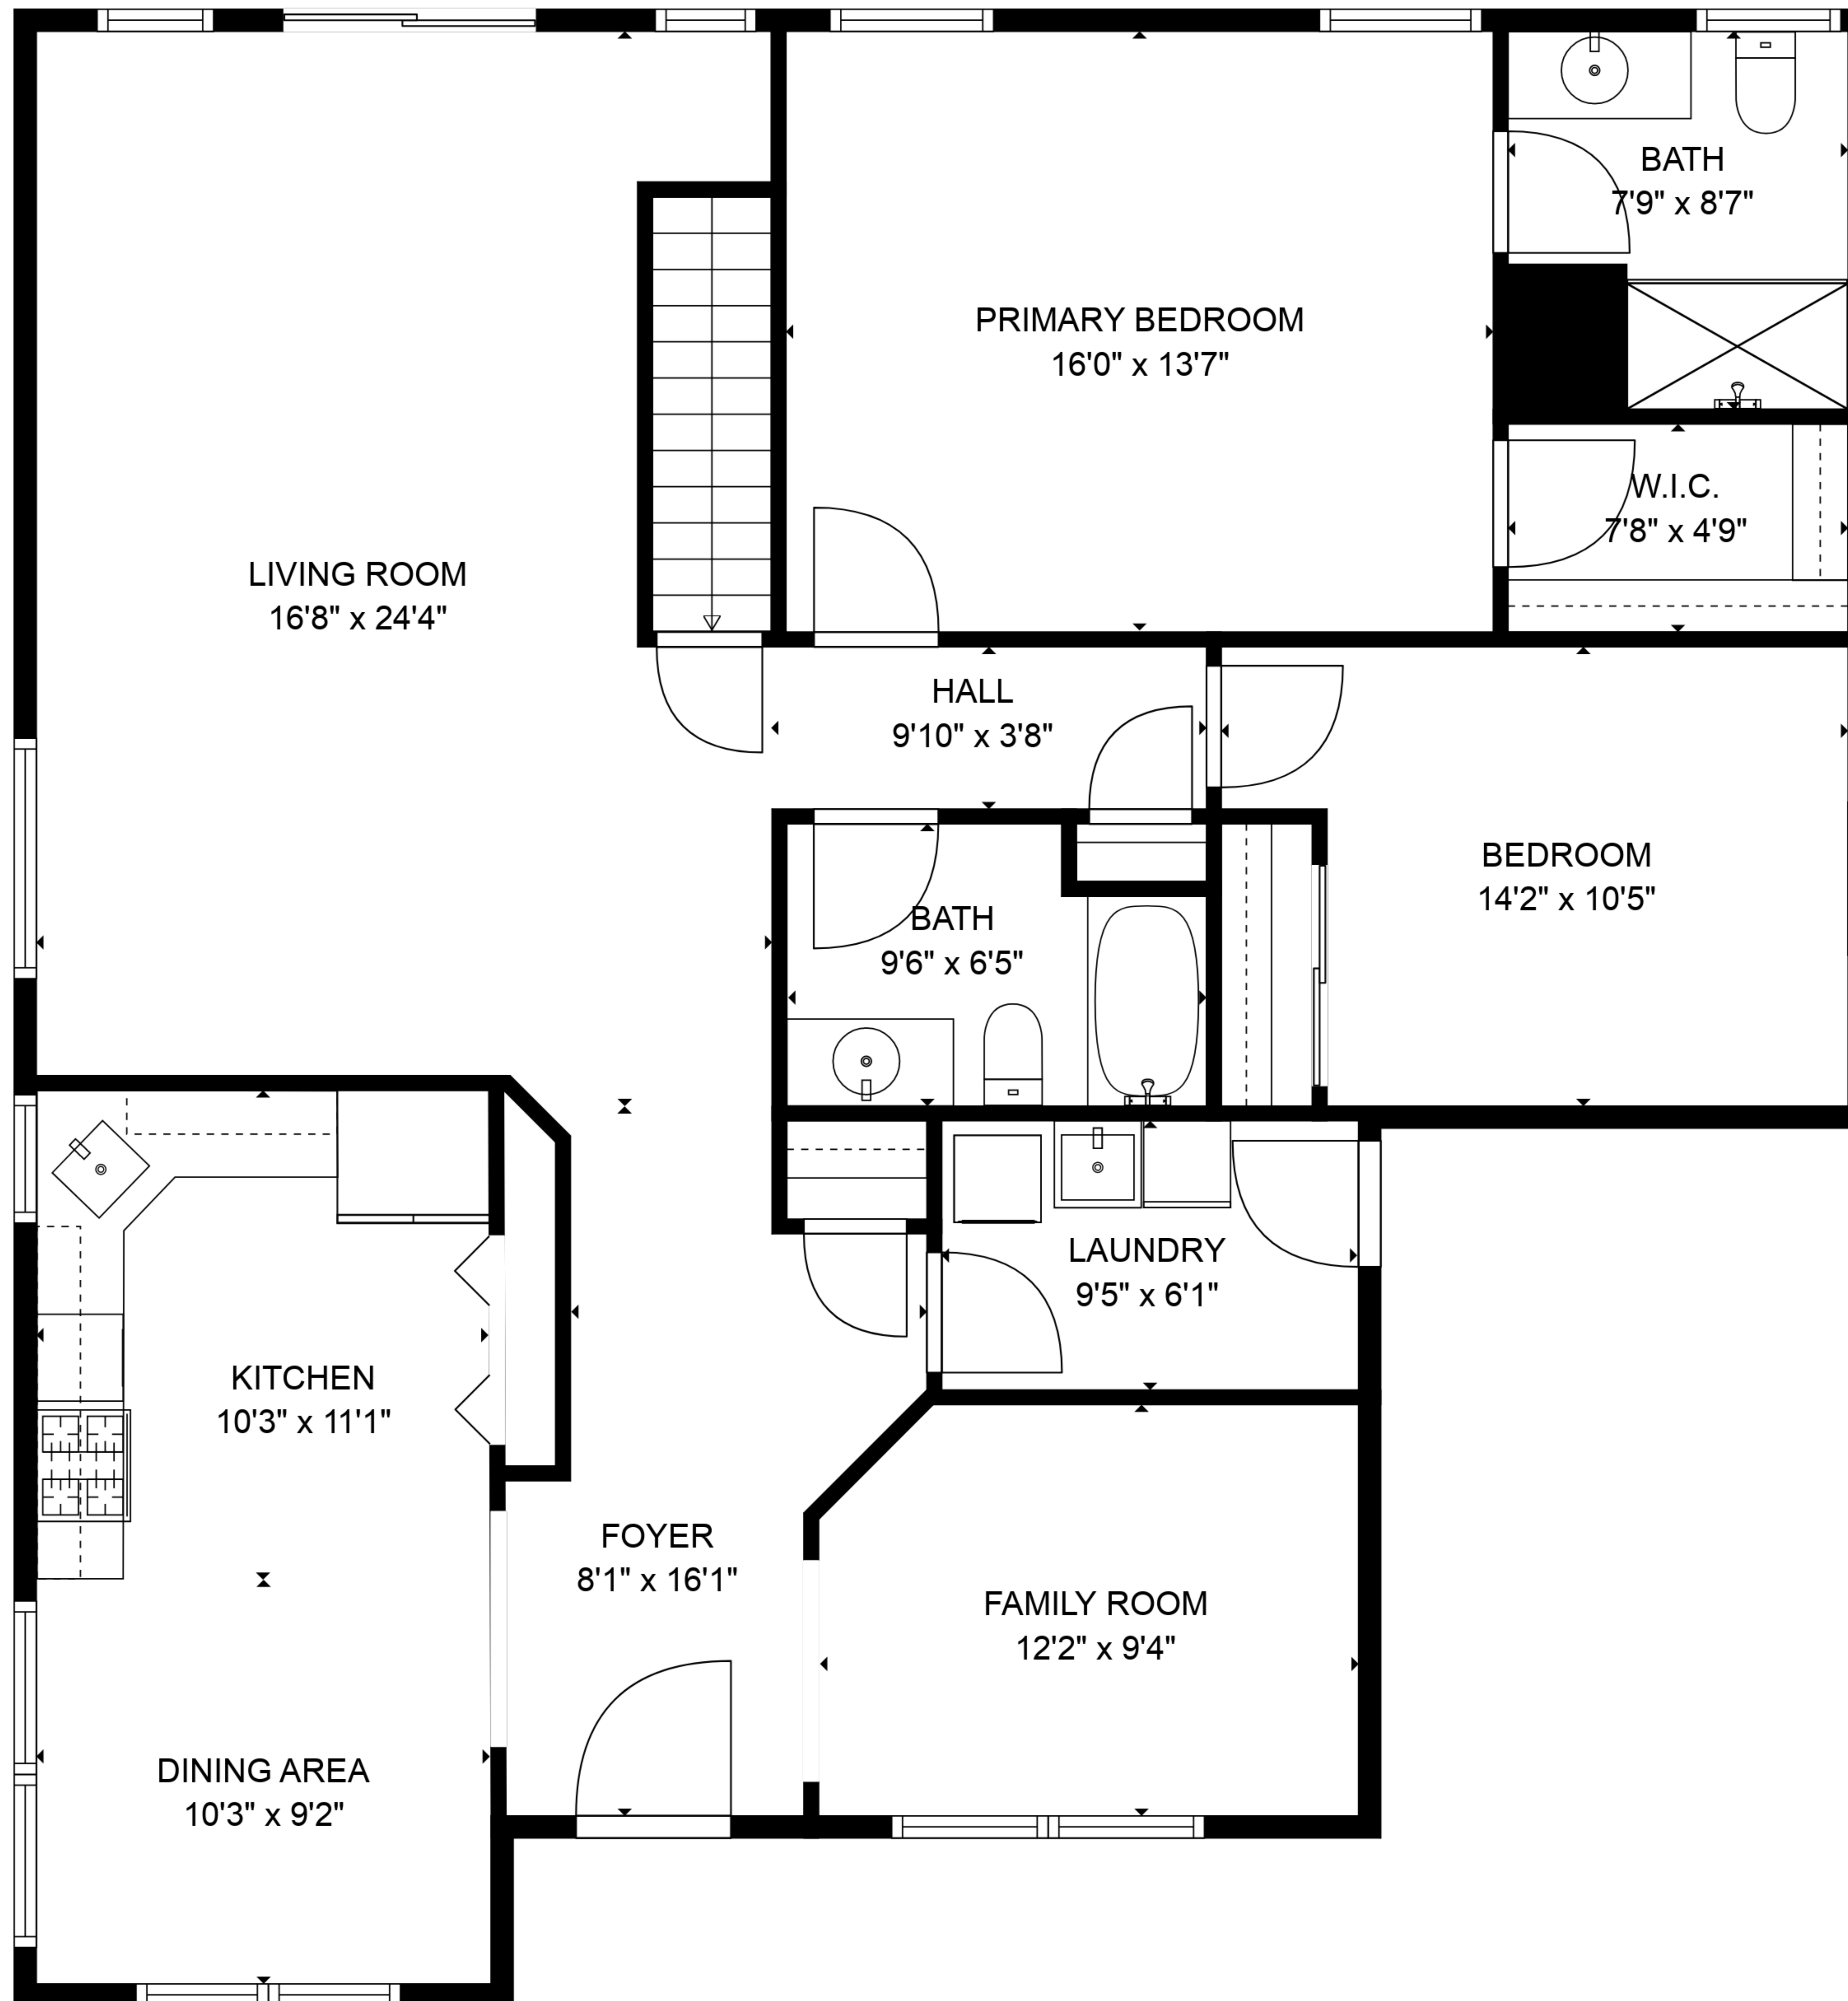 BATH
7'9" x 8'7"
PRIMARY BEDROOM
16'0" x 13'7"
W.I.C.
7'8" x 4'9"
LIVING ROOM
16'8" x 24'4"
HALL
9'10" x 3'8"
BEDROOM
14'2" x 10'5"
BATH
9'6" x 6'5"
LAUNDRY
9'5" x 6'1"
KITCHEN
10'3" x 11'1"
FOYER
8'1" x 16'1"
FAMILY ROOM
12'2" x 9'4"
DINING AREA
10'3" x 9'2"